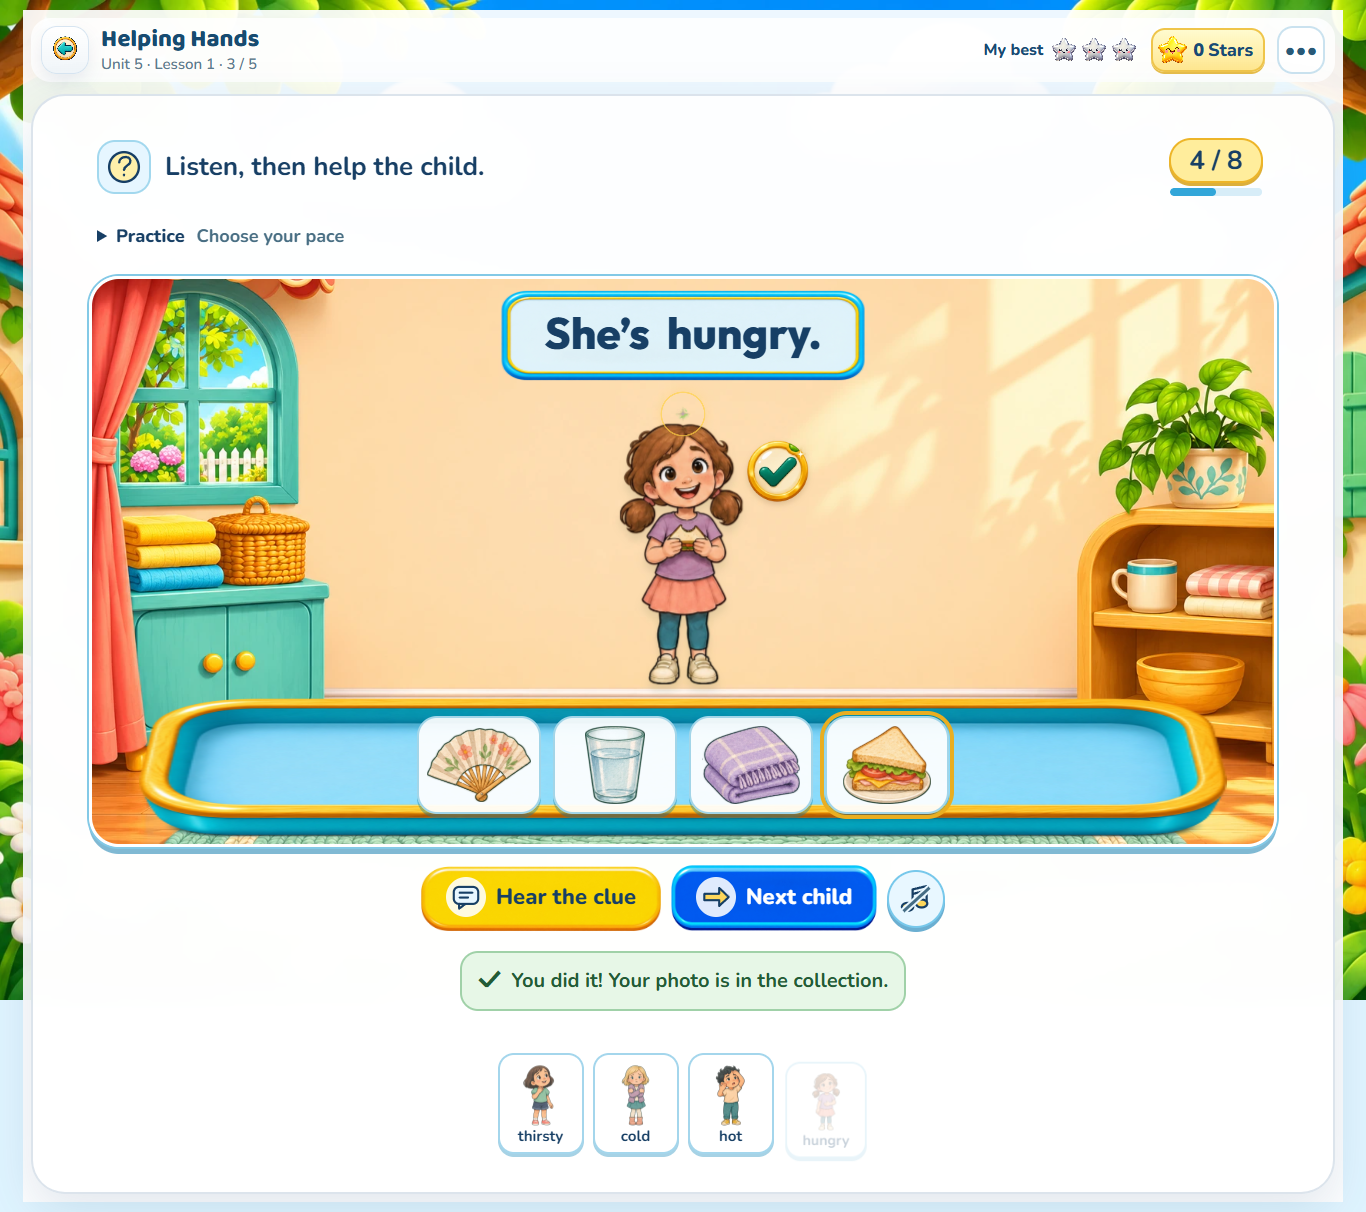 Helping Hands
Unit 5 · Lesson 1 · 3 / 5
My best
0 Stars
Listen, then help the child.
4 / 8
Practice Choose your pace
She's hungry.
Hear the clue
Next child
You did it! Your photo is in the collection.
thirsty
cold
hot
hungry